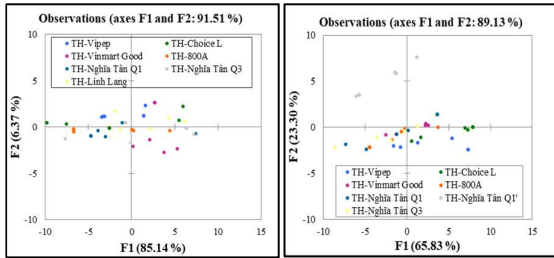 Observations (axes F1 and F2: 91.51 %)
TH-Vipep
TH-Choice L
TH-Vinmart Good
TH-800A
TH-Nghĩa Tân Q1
TH-Nghĩa Tân Q3
TH-Linh Lang
F2 (6.37 %)
10
5
0
-5
-10
-10
-5
0
5
10
15
F1 (85.14 %)
Observations (axes F1 and F2: 89.13 %)
F2 (23.30 %)
10
5
0
-5
-10
TH-Vipep
TH-Choice L
TH-Vinmart Good
TH-800A
TH-Nghĩa Tân Q1
TH-Nghĩa Tân Q1'
TH-Nghĩa Tân Q3
-10
-5
0
5
10
15
F1 (65.83 %)